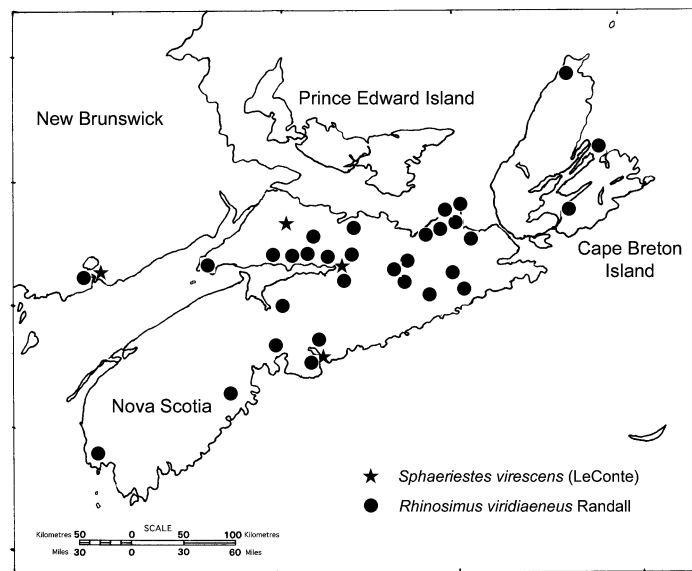 Prince Edward Island
New Brunswick
Cape Breton
Island
Nova Scotia
Sphaeriestes virescens (LeConte)
Rhinosimus viridiaeneus Randall
SCALE
Kilometres 50 0 50 100 Kilometres
Miles 30 0 30 60 Miles